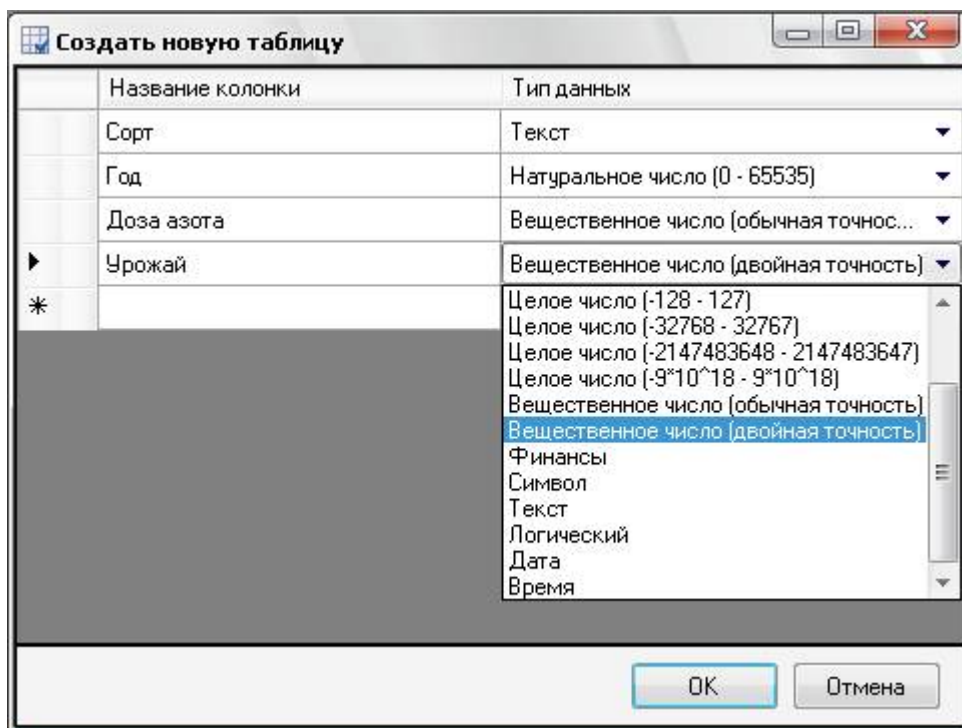 Создать новую таблицу
Название колонки Тип данных
Сорт Текст
Год Натуральное число (0 - 65535)
Доза азота Вещественное число (обычная точнос...
Урожай Вещественное число (двойная точность)
Целое число (-128 - 127)
Целое число (-32768 - 32767)
Целое число (-2147483648 - 2147483647)
Целое число (-9*10^18 - 9*10^18)
Вещественное число (обычная точность)
Вещественное число (двойная точность)
Финансы
Символ
Текст
Логический
Дата
Время
OK Отмена